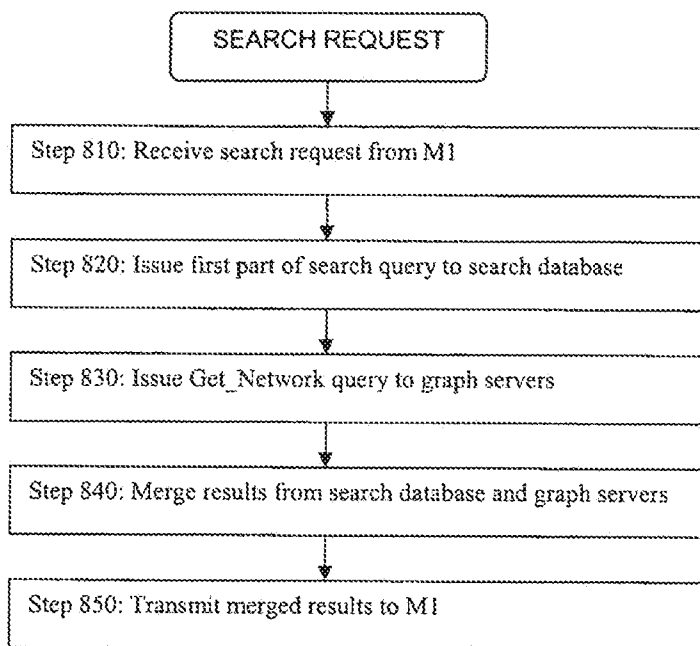 SEARCH REQUEST
Step 810: Receive search request from M1
Step 820: Issue first part of search query to search database
Step 830: Issue Get_Network query to graph servers
Step 840: Merge results from search database and graph servers
Step 850: Transmit merged results to M1